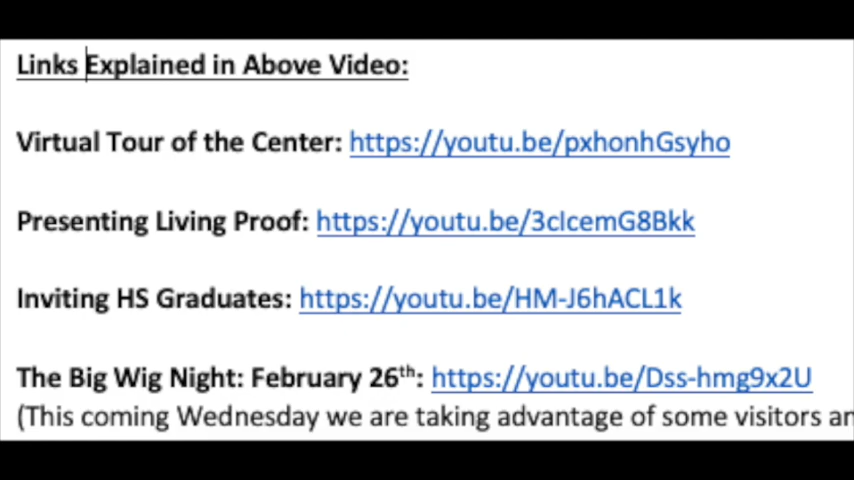 Links Explained in Above Video:
Virtual Tour of the Center: https://youtu.be/pxhonhGsyho
Presenting Living Proof: https://youtu.be/3cIcemG8Bkk
Inviting HS Graduates: https://youtu.be/HM-J6hACL1k
The Big Wig Night: February 26th: https://youtu.be/Dss-hmg9x2U
(This coming Wednesday we are taking advantage of some visitors an